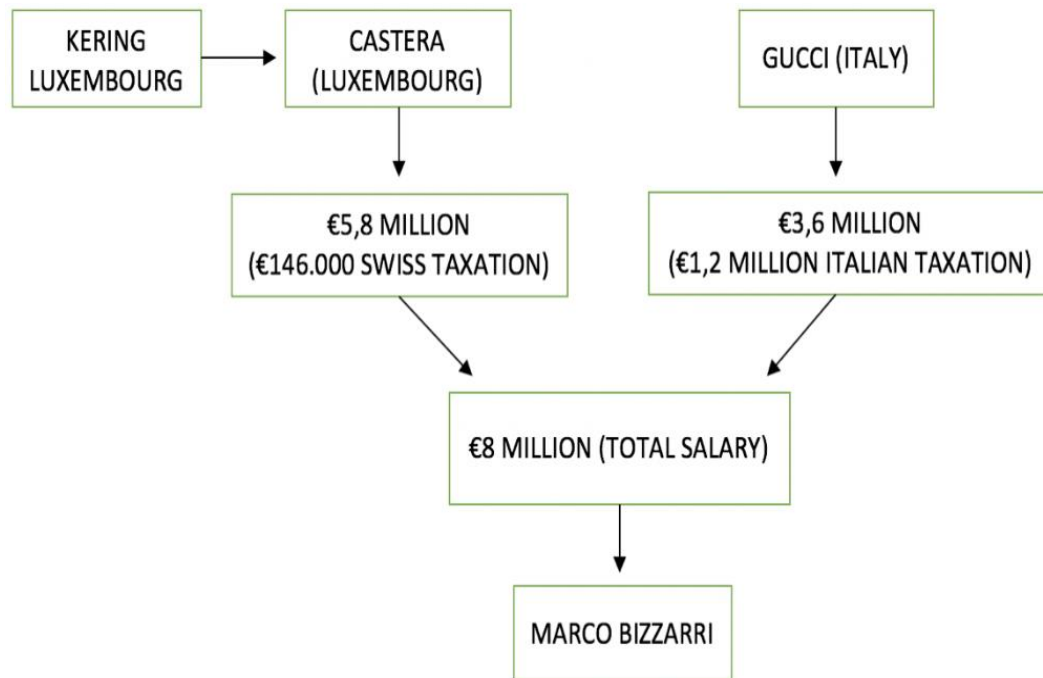 KERING
LUXEMBOURG
CASTERA
(LUXEMBOURG)
GUCCI (ITALY)
€5,8 MILLION
(€146.000 SWISS TAXATION)
€3,6 MILLION
(€1,2 MILLION ITALIAN TAXATION)
€8 MILLION (TOTAL SALARY)
MARCO BIZZARRI